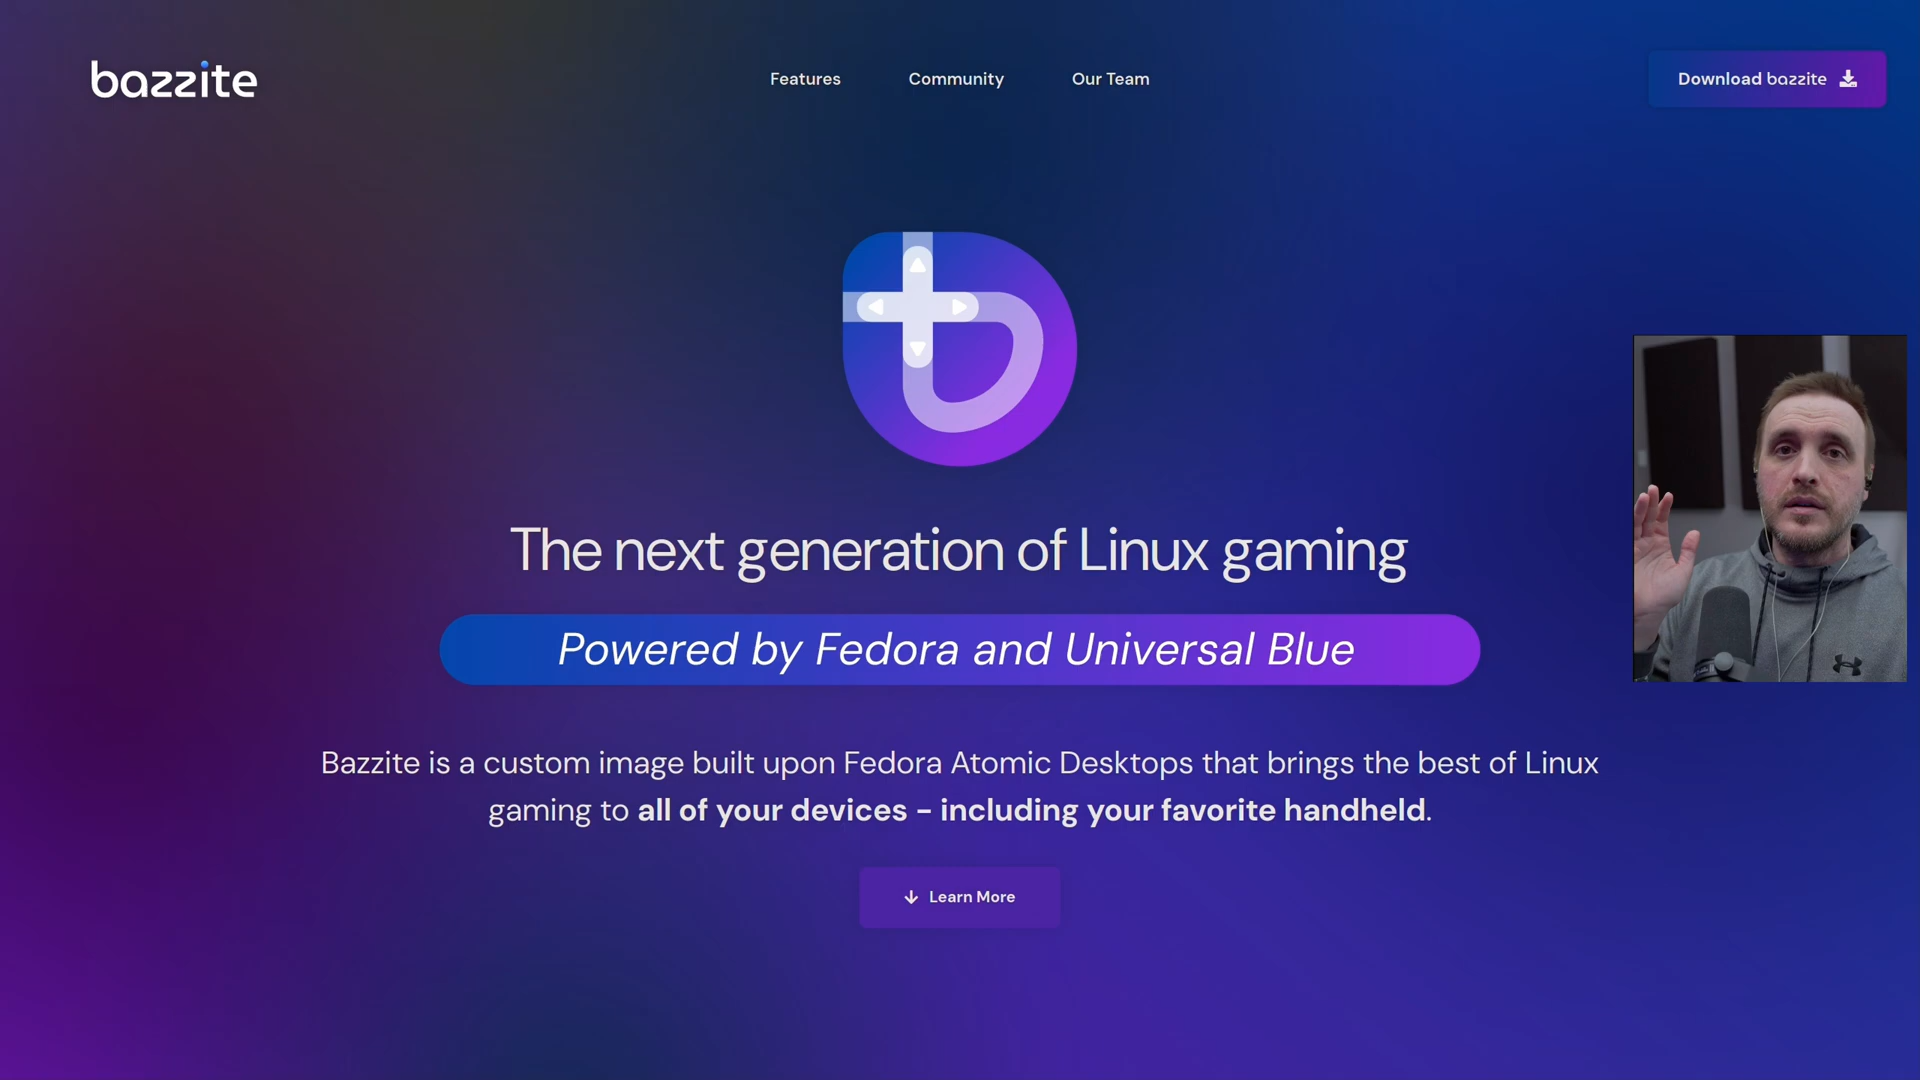 bazzite
Features
Community
Our Team
Download bazzite
The next generation of Linux gaming
Powered by Fedora and Universal Blue
Bazzite is a custom image built upon Fedora Atomic Desktops that brings the best of Linux
gaming to all of your devices – including your favorite handheld.
Learn More